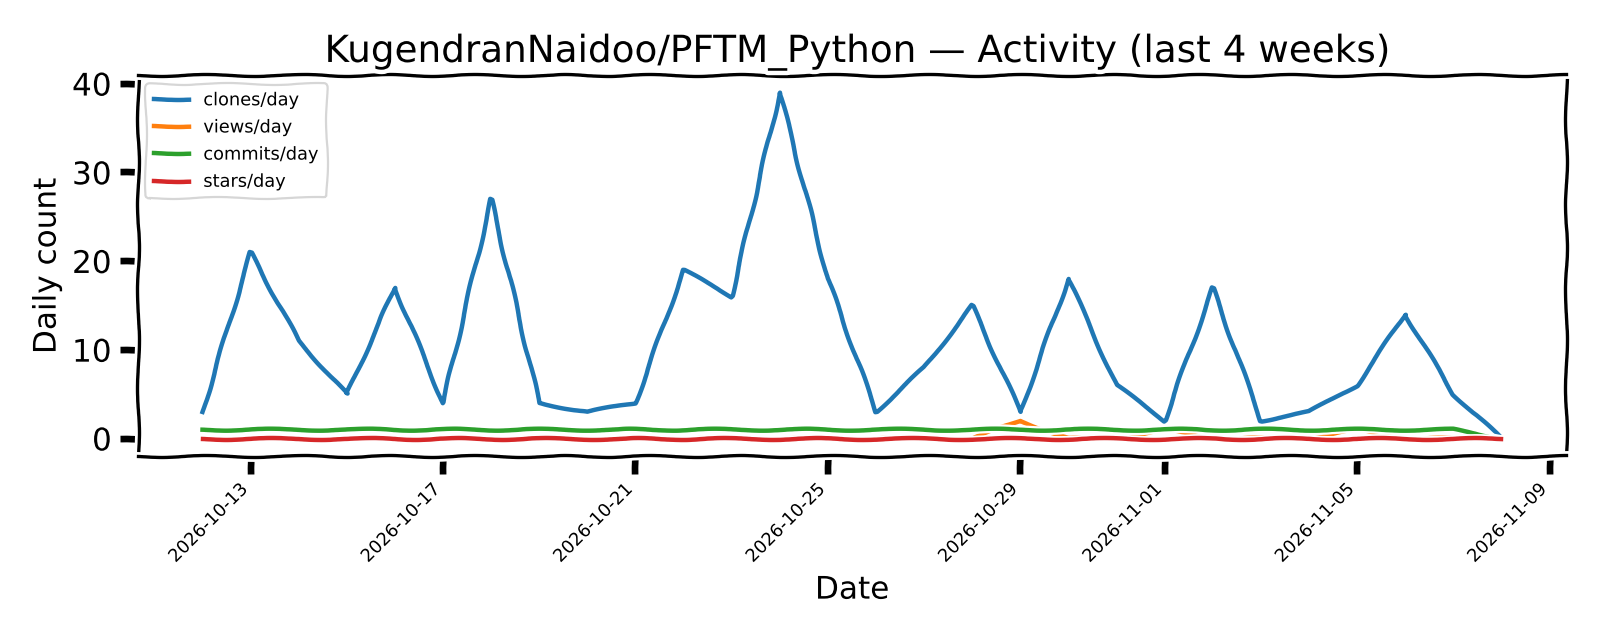 KugendranNaidoo/PFTM_Python — Activity (last 4 weeks)
clones/day
views/day
commits/day
stars/day
Daily count
40
30
20
10
0
2026-10-13
2026-10-17
2026-10-21
2026-10-25
2026-10-29
2026-11-01
2026-11-05
2026-11-09
Date